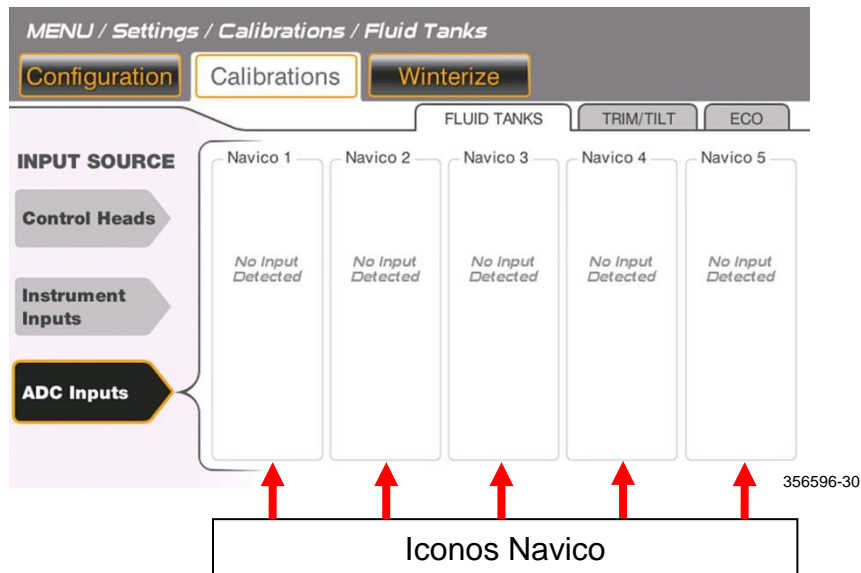 MENU / Settings / Calibrations / Fluid Tanks
Configuration Calibrations Winterize
FLUID TANKS TRIM/TILT ECO
INPUT SOURCE
Control Heads
Instrument
Inputs
ADC Inputs
Navico 1 Navico 2 Navico 3 Navico 4 Navico 5
No Input No Input No Input No Input No Input
Detected Detected Detected Detected Detected
356596-30
Iconos Navico